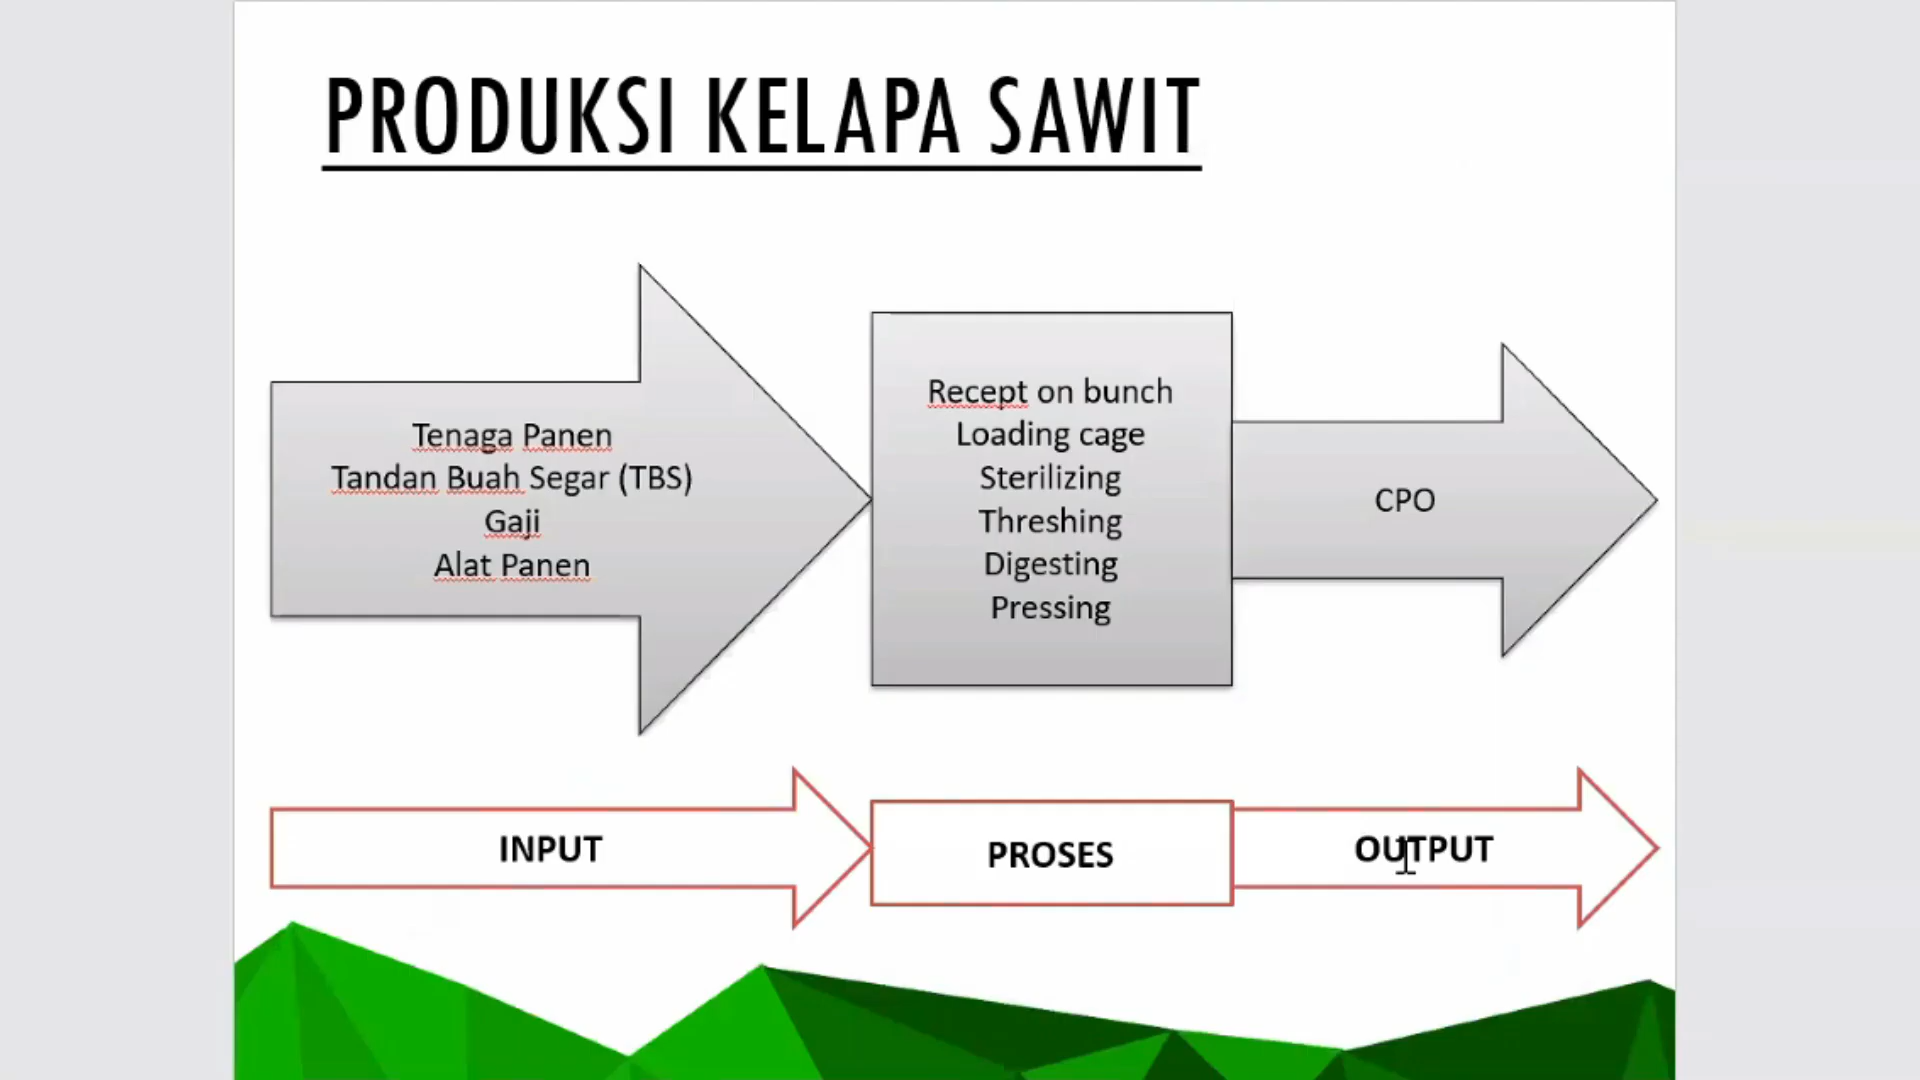 PRODUKSI KELAPA SAWIT
Tenaga Panen
Tandan Buah Segar (TBS)
Gaji
Alat Panen
Recept on bunch
Loading cage
Sterilizing
Threshing
Digesting
Pressing
CPO
INPUT
PROSES
OUTPUT